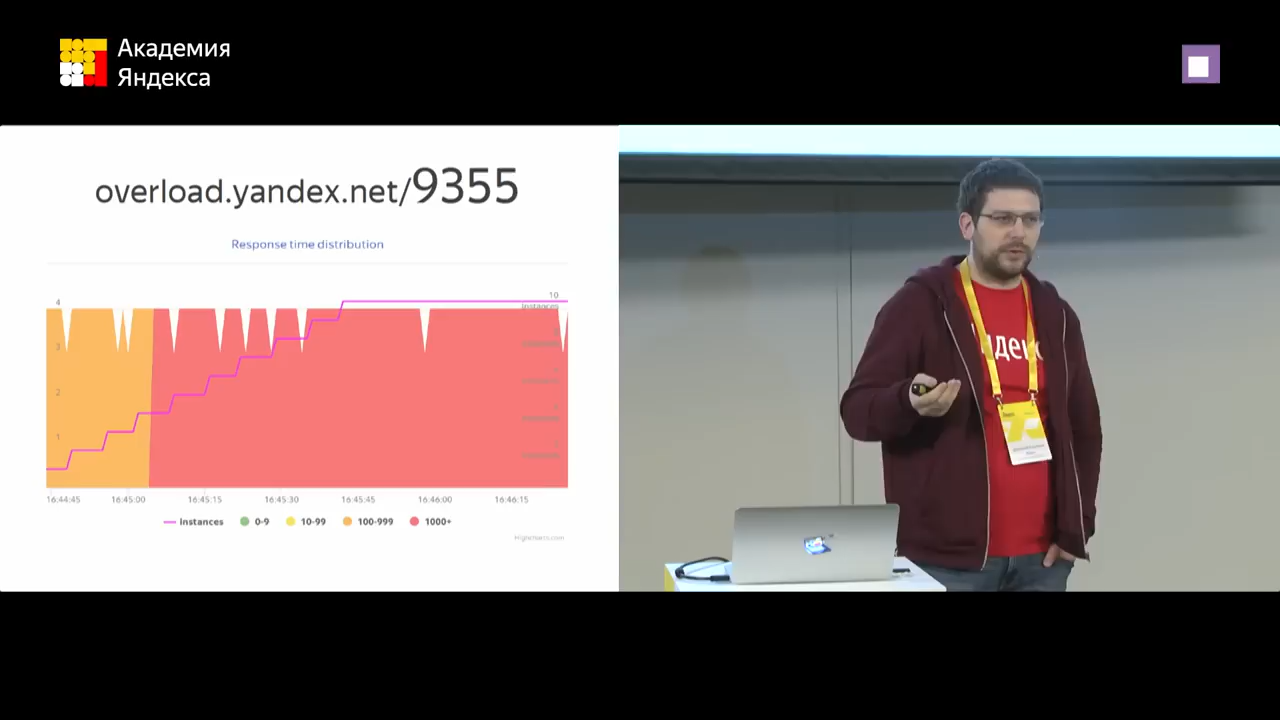 Академия
Яндекса
overload.yandex.net/9355
Response time distribution
4
10
3
2
1
16:44:45
16:45:00
16:45:15
16:45:30
16:45:45
16:46:00
16:46:15
Instances
0-9
10-99
100-999
1000+
Highcharts.com